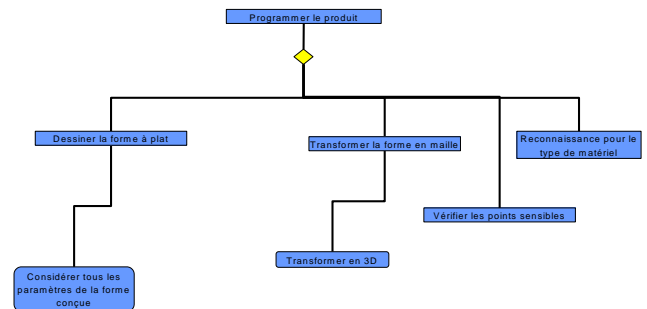 Programmer le produit
Dessiner la forme à plat
Transformer la forme en maille
Reconnaissance pour le
type de matériel
Vérifier les points sensibles
Transformer en 3D
Considérer tous les
paramètres de la forme
conçue